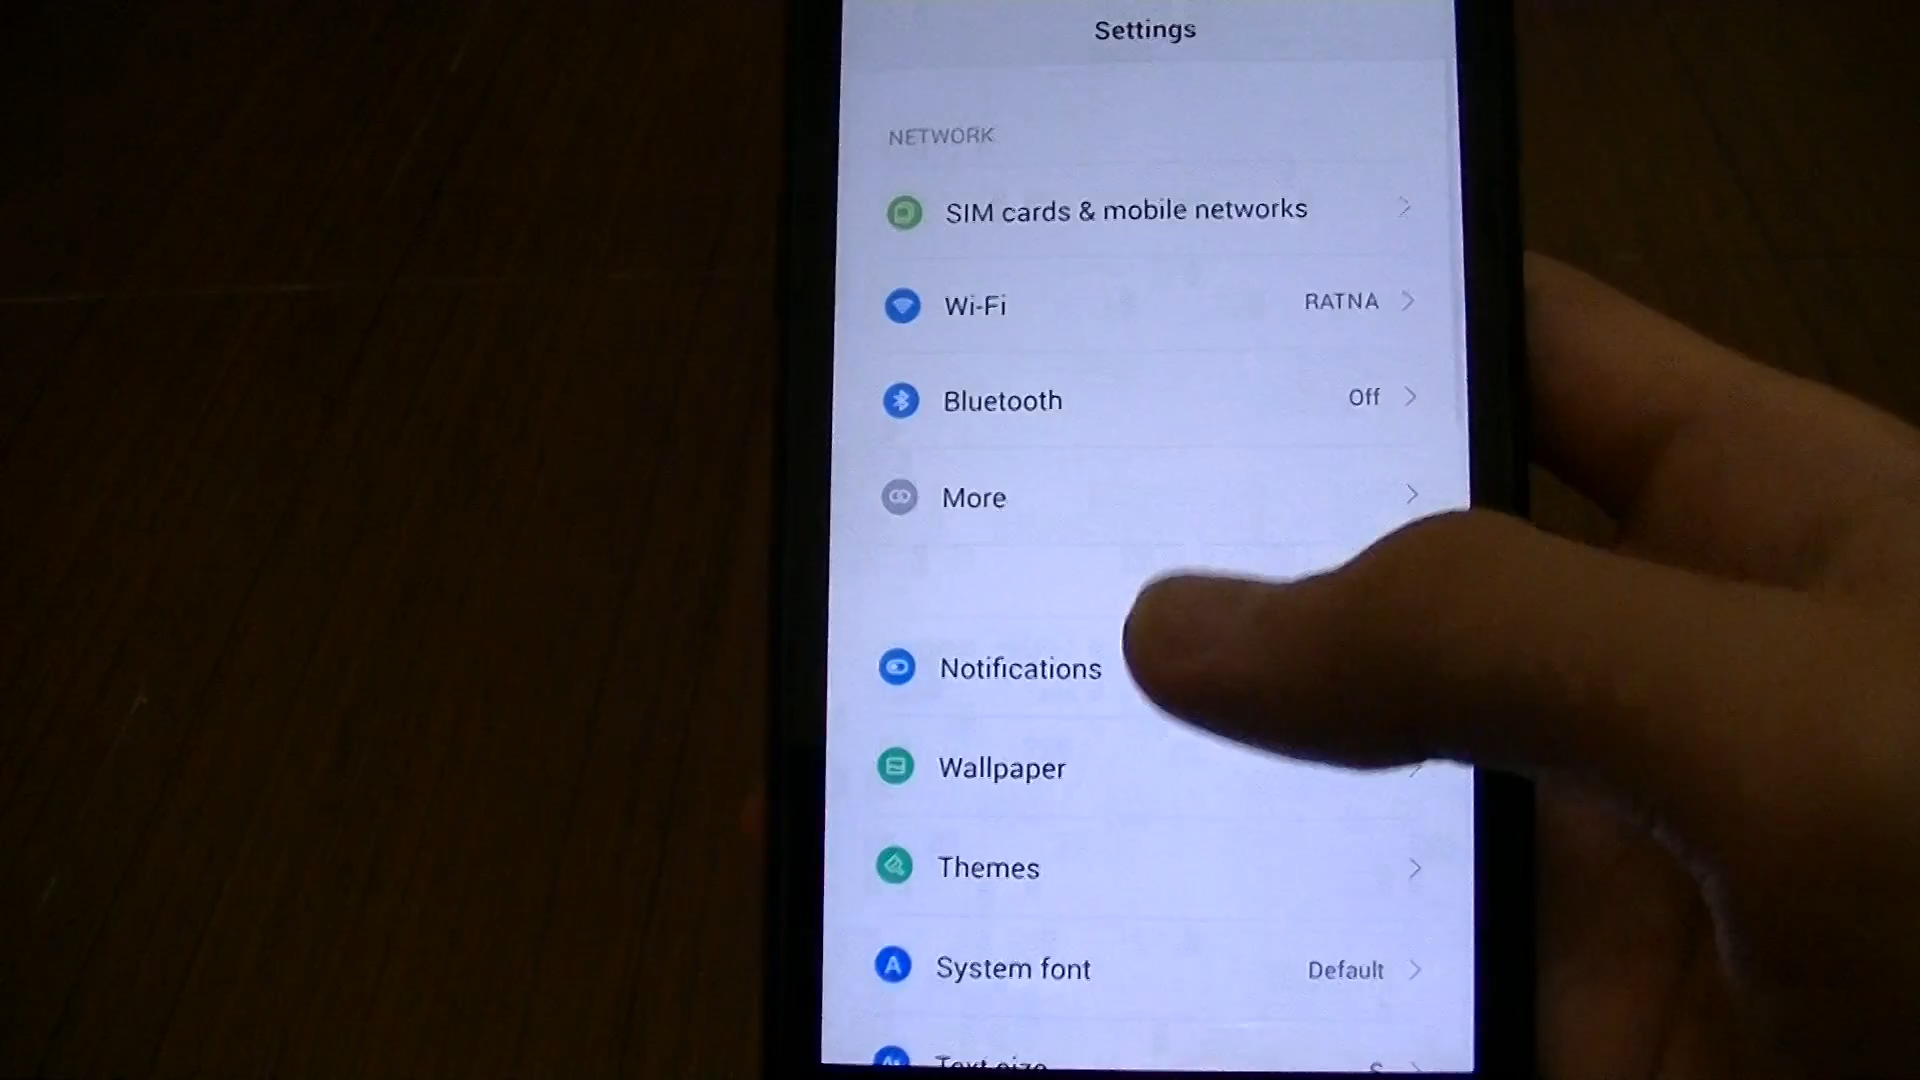 Settings
NETWORK
SIM cards & mobile networks
Wi-Fi RATNA
Bluetooth Off
More
Notifications
Wallpaper
Themes
A System font Default
Text size S